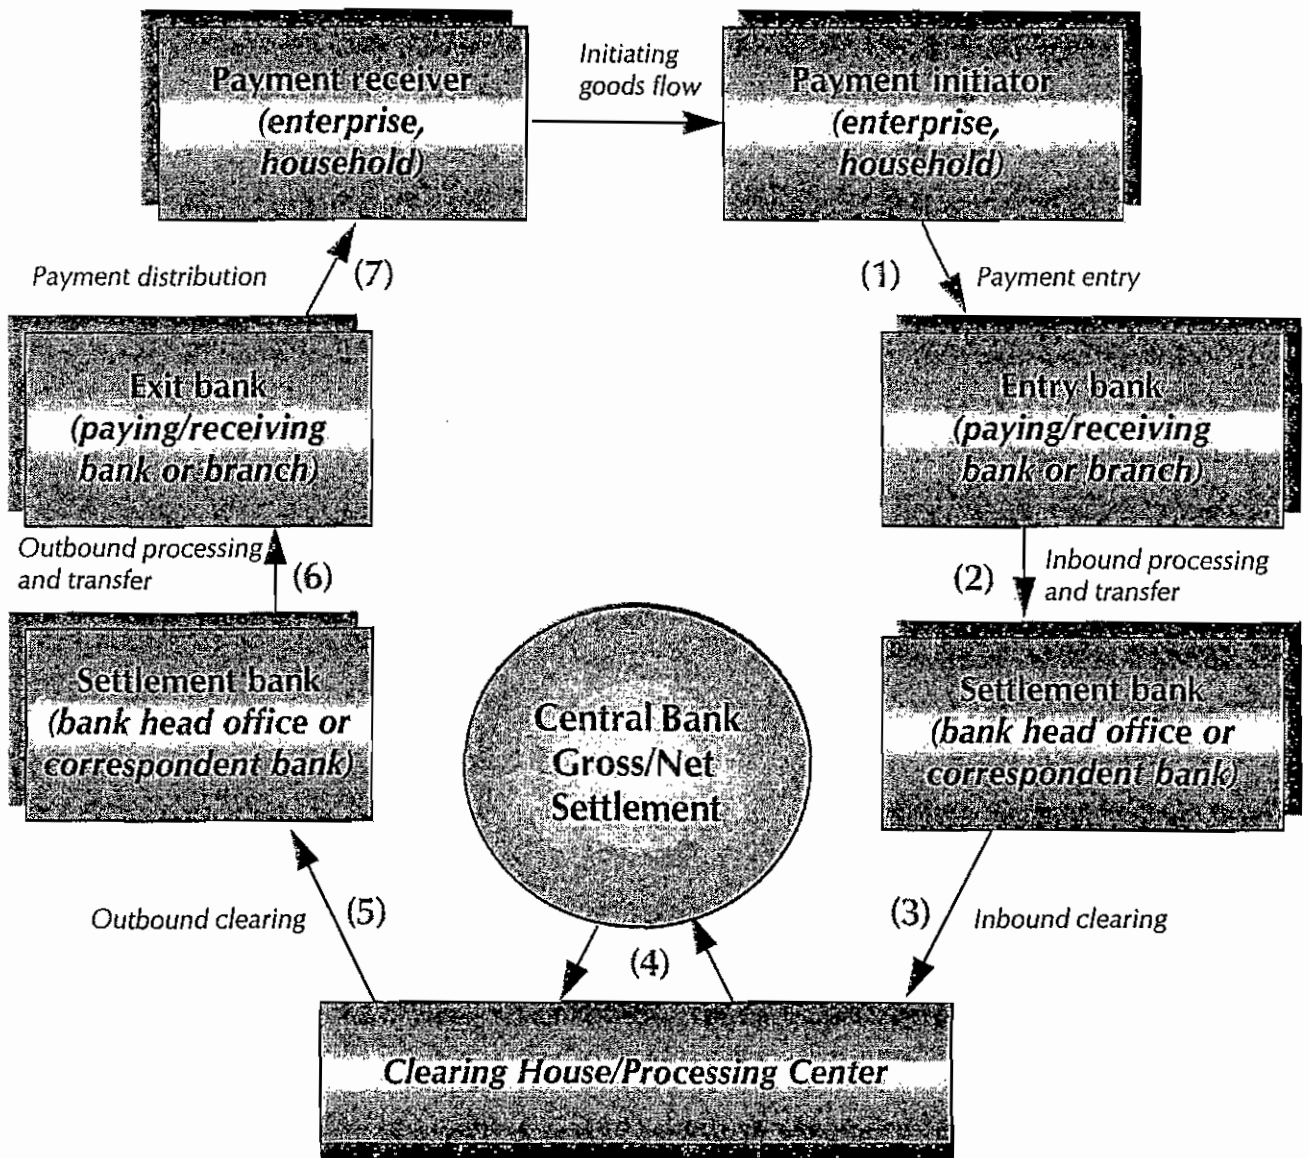 Payment receiver
(enterprise,
household)
Initiating
goods flow
Payment initiator
(enterprise,
household)
Payment distribution
(7)
(1)
Payment entry
Exit bank
(paying/receiving
bank or branch)
Entry bank
(paying/receiving
bank or branch)
Outbound processing
and transfer
(6)
(2)
Inbound processing
and transfer
Settlement bank
(bank head office or
correspondent bank)
Central Bank
Gross/Net
Settlement
Settlement bank
(bank head office or
correspondent bank)
Outbound clearing
(5)
(4)
(3)
Inbound clearing
Clearing House/Processing Center